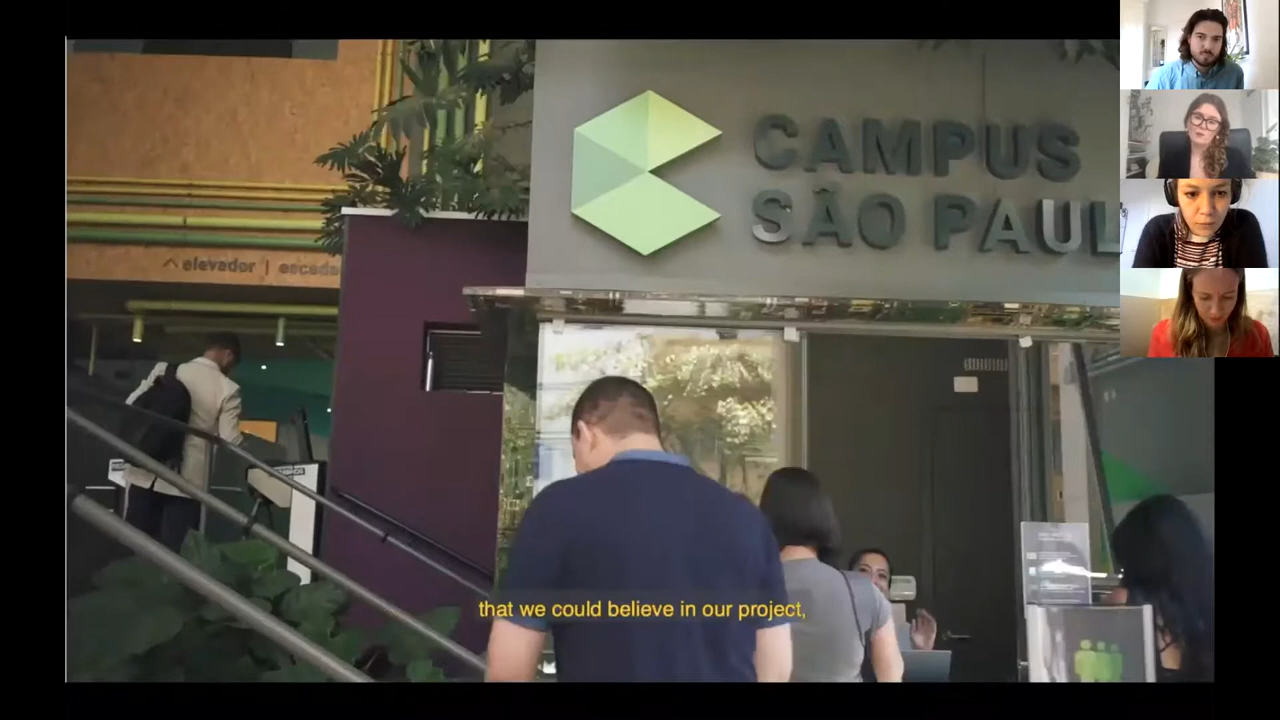 CAMPUS
SÃO PAUL
^ elevador | escada
that we could believe in our project,